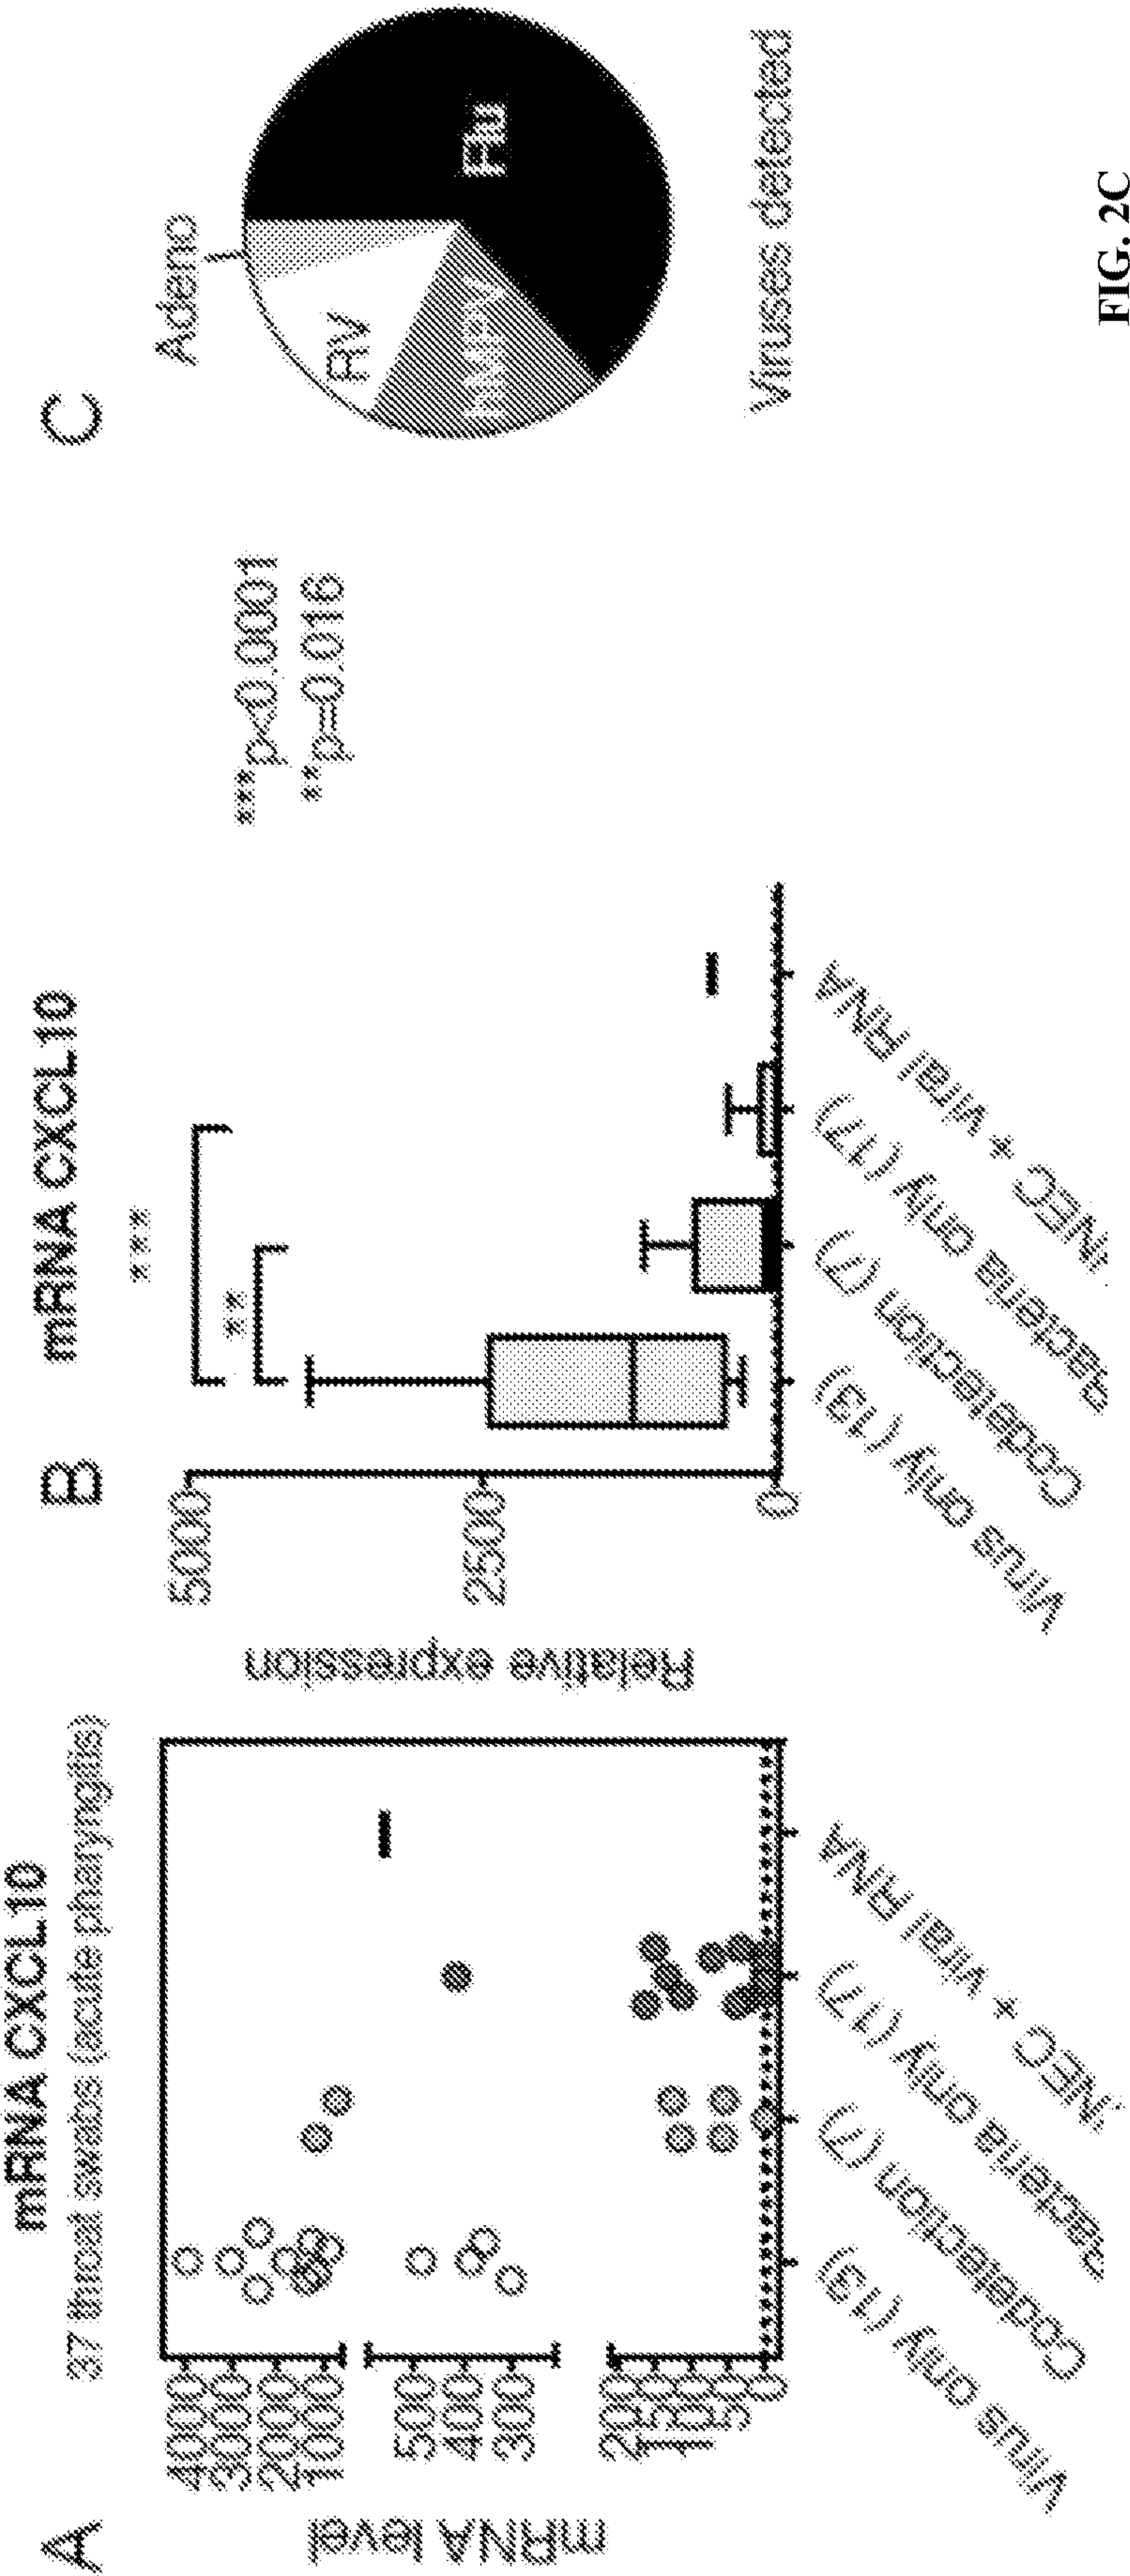 A
mRNA CXCL10
37 throat swabs (acute pharyngitis)
mRNA level
4000
3000
2000
1000
500
400
300
200
150
100
50
0
Virus only (13)
Codetection (7)
acteria only (17)
NEC + viral RNA
B
mRNA CXCL10
***
**
Relative expression
5000
2500
0
Virus only (13)
Codetection (7)
acteria only (17)
NEC + viral RNA
***p<0.0001
**p=0.016
C
Adeno
RV
hMPV
Flu
Viruses detected
FIG. 2C